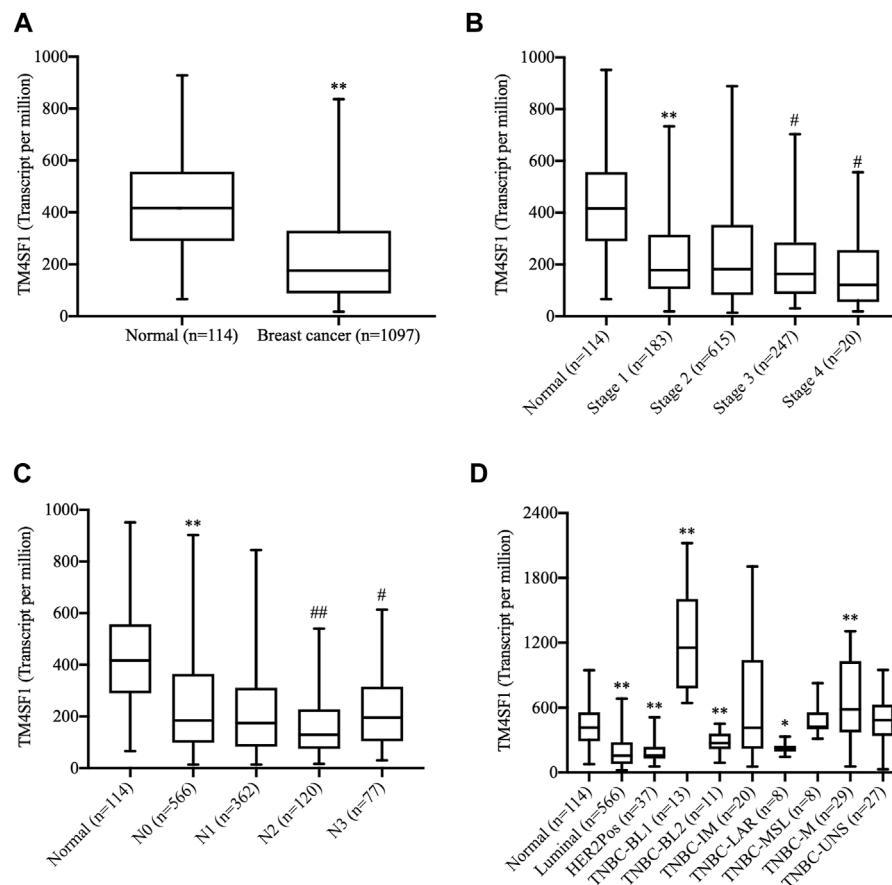 A
TM4SF1 (Transcript per million)
1000
800
600
400
200
0
**
Normal (n=114)
Breast cancer (n=1097)
B
TM4SF1 (Transcript per million)
1000
800
600
400
200
0
**
#
#
Normal (n=114)
Stage 1 (n=183)
Stage 2 (n=615)
Stage 3 (n=247)
Stage 4 (n=20)
C
TM4SF1 (Transcript per million)
1000
800
600
400
200
0
**
##
#
Normal (n=114)
N0 (n=566)
N1 (n=362)
N2 (n=120)
N3 (n=77)
D
TM4SF1 (Transcript per million)
2400
1800
1200
600
0
**
**
**
**
*
**
Normal (n=114)
Luminal (n=566)
HER2Pos (n=37)
TNBC-BL1 (n=13)
TNBC-BL2 (n=11)
TNBC-IM (n=20)
TNBC-LAR (n=8)
TNBC-MSL (n=8)
TNBC-M (n=29)
TNBC-UNS (n=27)